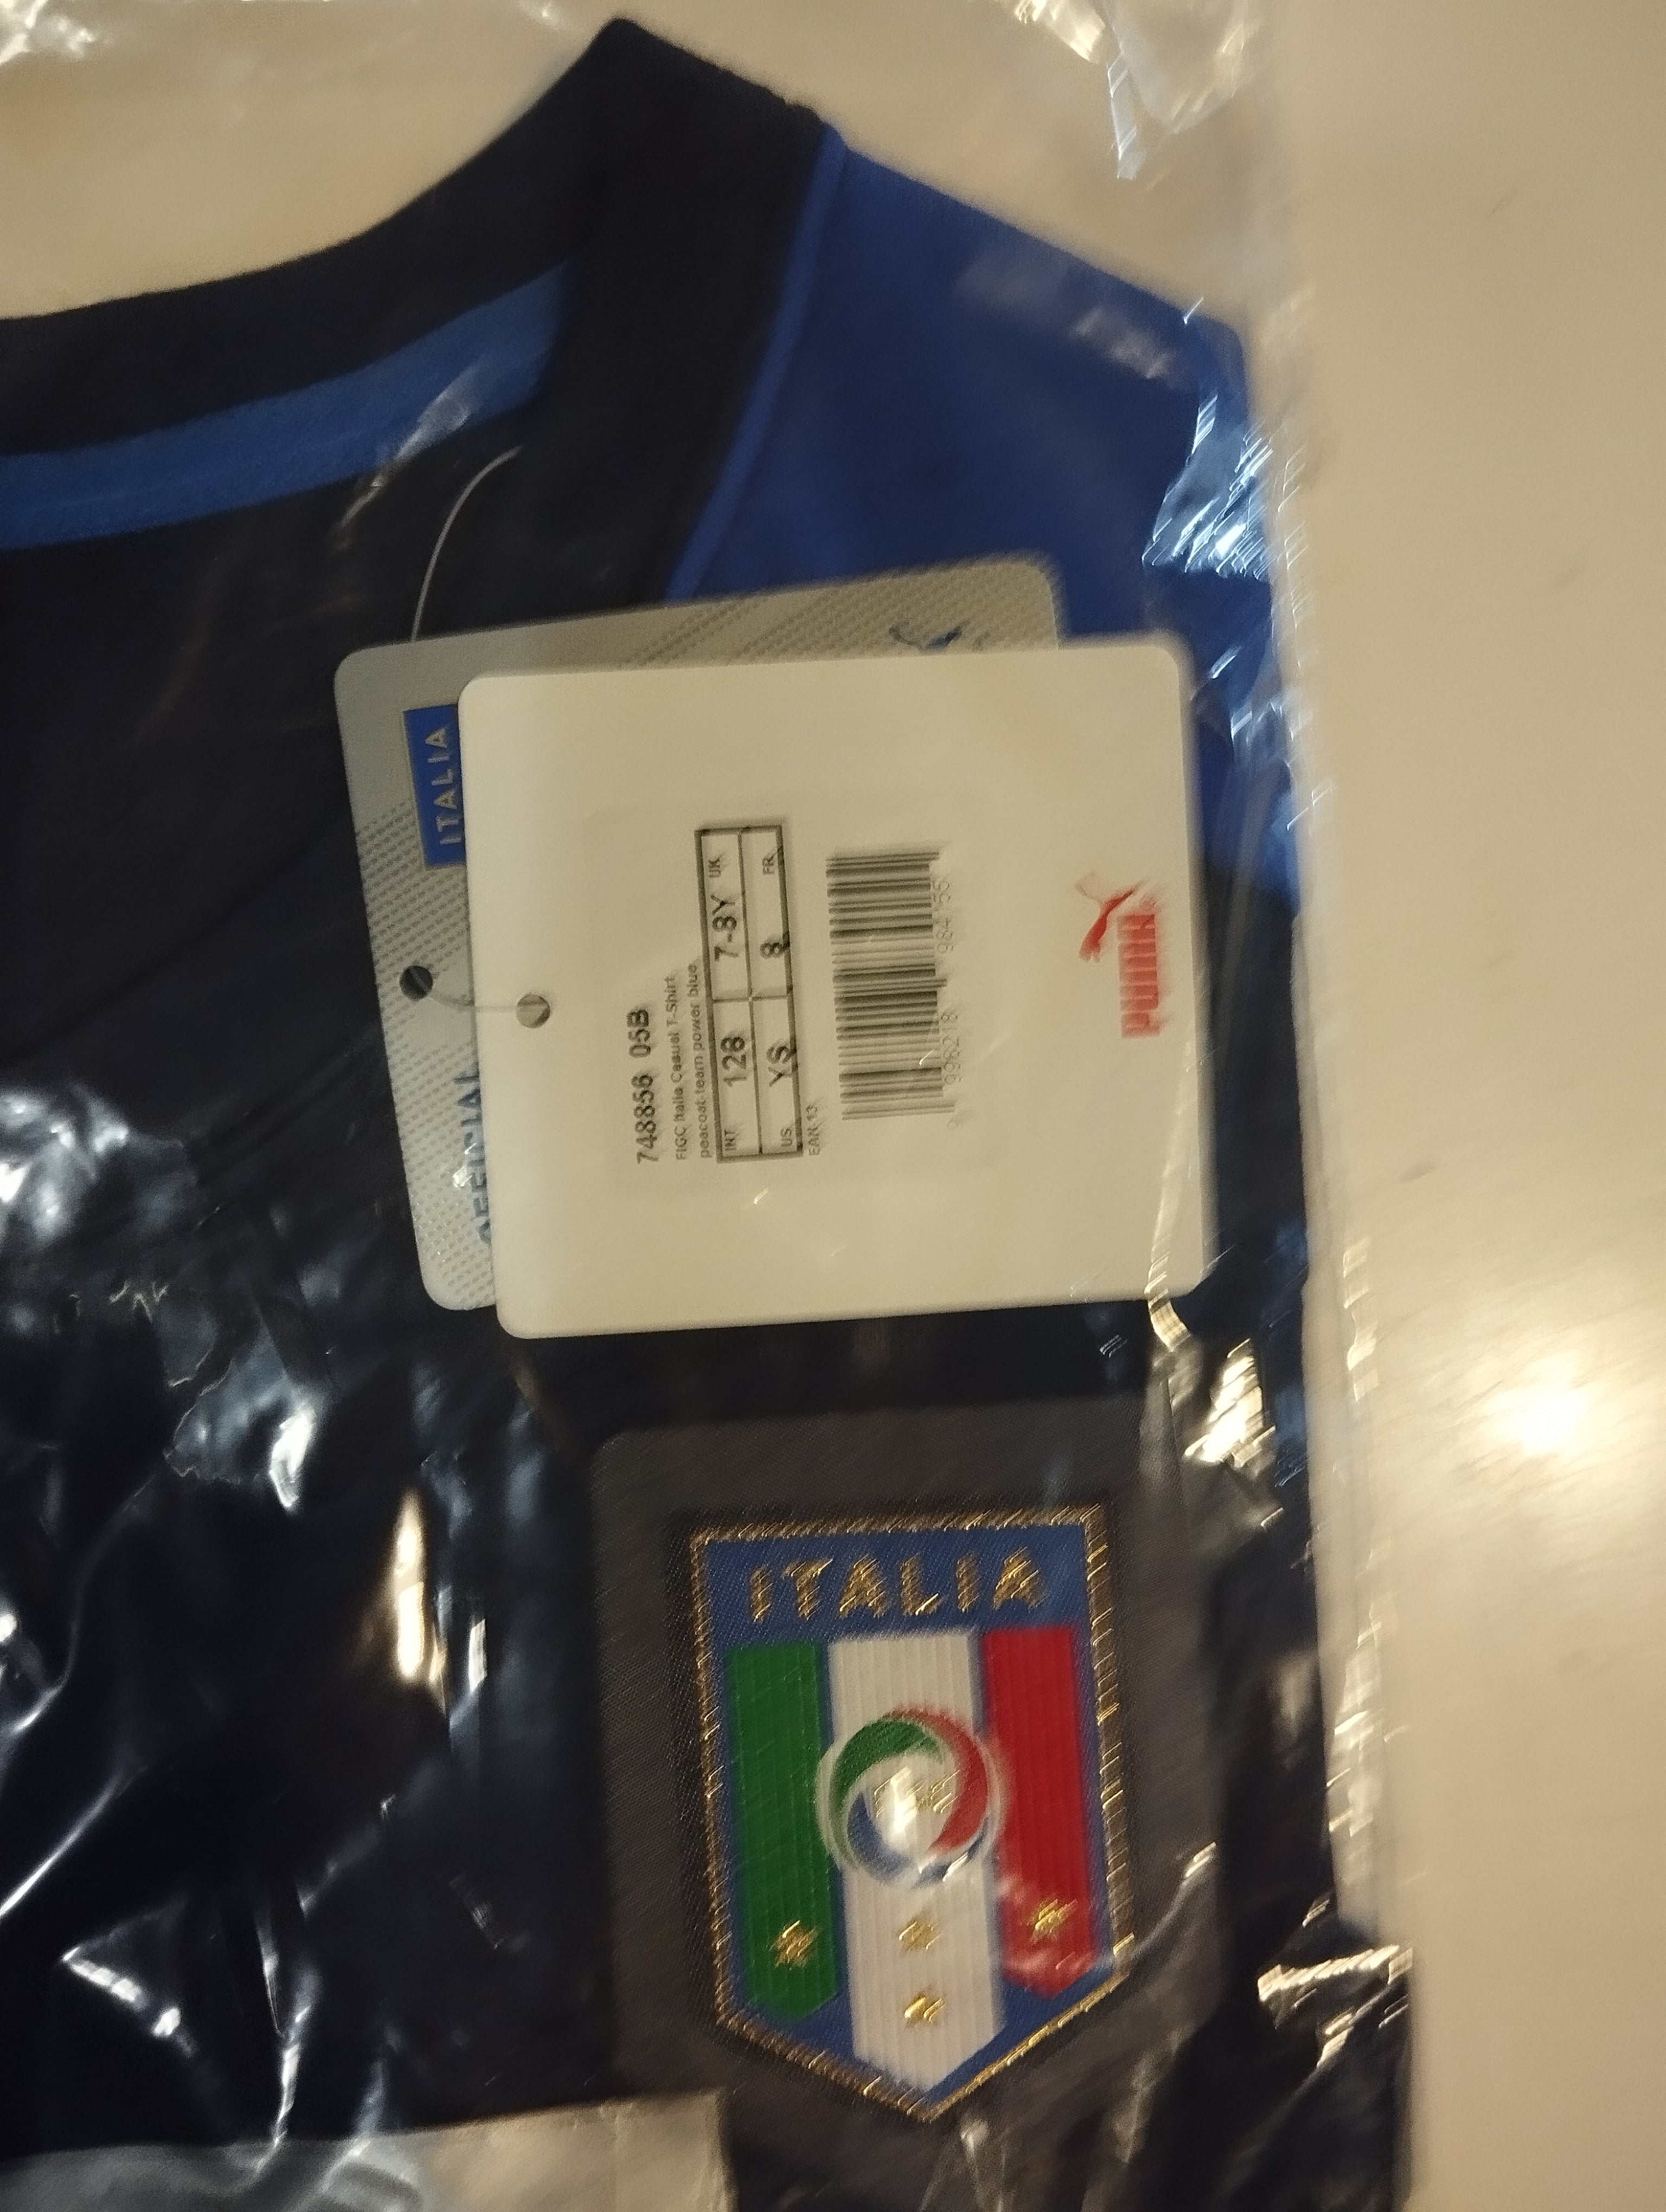 ITALIA
OFFICIAL
748856 05B
FIGC Italia Casual T-Shirt
peacoat-team power blue
INT 128 7-8Y UK
US YS 8 FR
EAN 13
PUMA
ITALIA